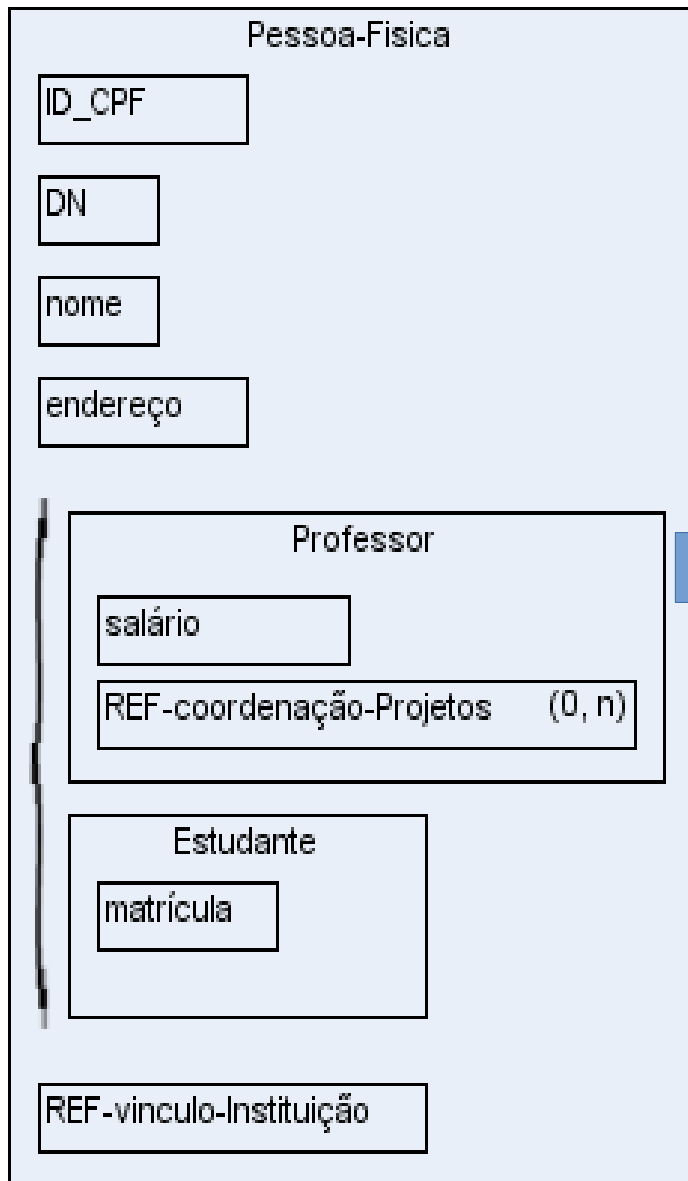 Pessoa-Fisica
ID_CPF
DN
nome
endereço
Professor
salário
REF-coordenação-Projetos (0, n)
Estudante
matrícula
REF-vinculo-Instituição